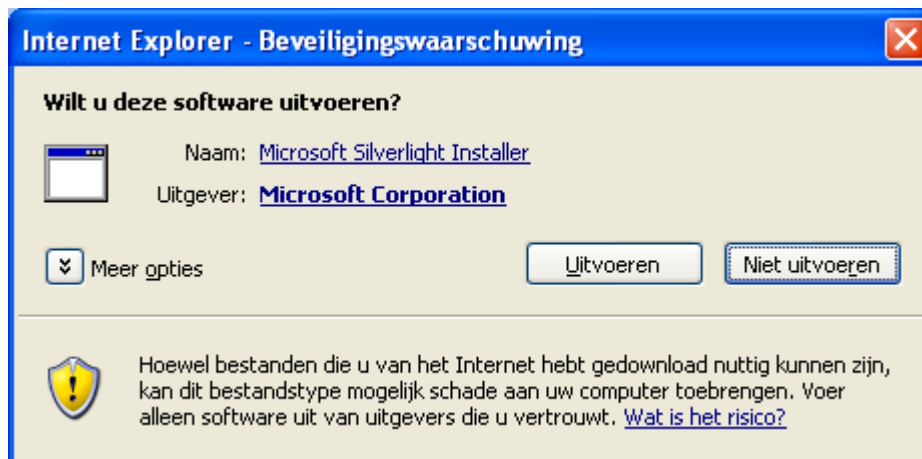 Internet Explorer - Beveiligingswaarschuwing
Wilt u deze software uitvoeren?
Naam: Microsoft Silverlight Installer
Uitgever: Microsoft Corporation
Meer opties
Uitvoeren
Niet uitvoeren
Hoewel bestanden die u van het Internet hebt gedownload nuttig kunnen zijn,
kan dit bestandstype mogelijk schade aan uw computer toebrengen. Voer
alleen software uit van uitgevers die u vertrouwt. Wat is het risico?